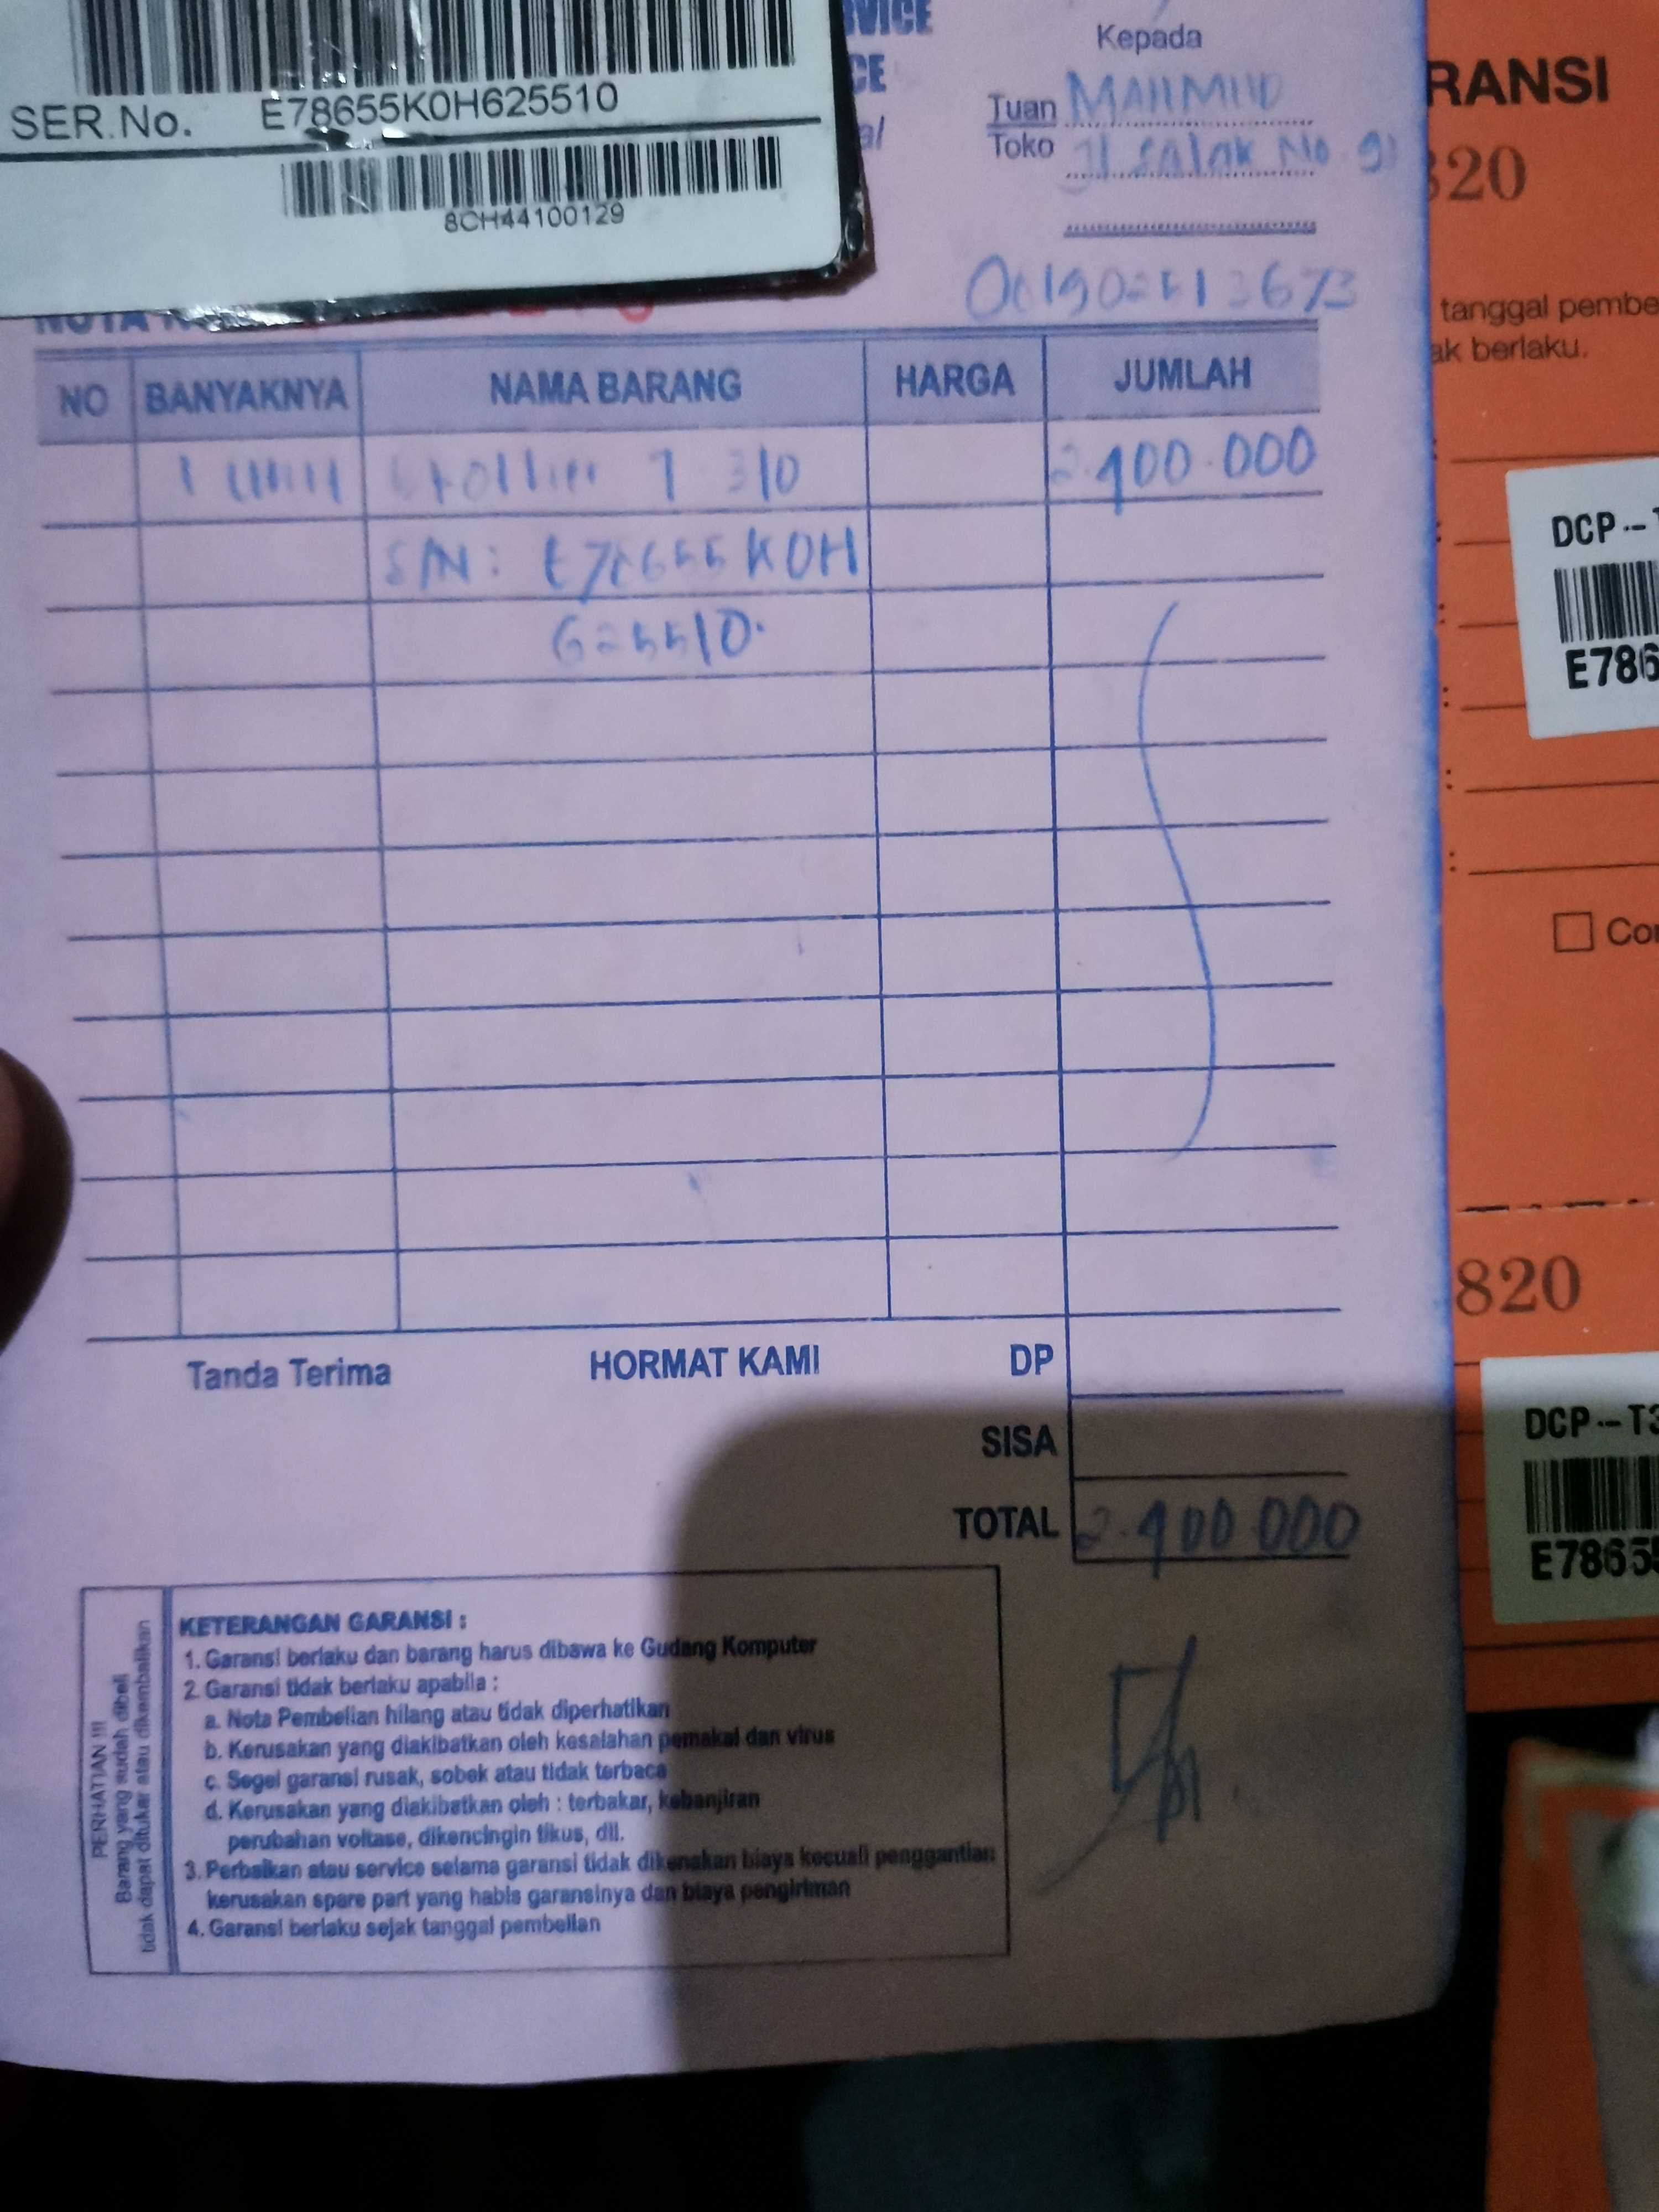 SER.No. E78655K0H625510
8CH44100129
Kepada
Tuan MAHMUD
Toko Jl salak No 91
NO BANYAKNYA NAMA BARANG HARGA JUMLAH
1 310 2.400.000
S/N: E78655K0H
625510.
Tanda Terima HORMAT KAMI DP
SISA
TOTAL 2.400.000
PERHATIAN !!!
Barang yang sudah dibeli
tidak dapat ditukar atau dikembalikan
KETERANGAN GARANSI :
1. Garansi berlaku dan barang harus dibawa ke Gudang Komputer
2. Garansi tidak berlaku apabila :
a. Nota Pembelian hilang atau tidak diperhatikan
b. Kerusakan yang diakibatkan oleh kesalahan pemakai dan virus
c. Segel garansi rusak, sobek atau tidak terbaca
d. Kerusakan yang diakibatkan oleh : terbakar, kebanjiran
perubahan voltase, dikencingin tikus, dll.
3. Perbaikan atau service selama garansi tidak dikenakan biaya kecuali penggantian
kerusakan spare part yang habis garansinya dan biaya pengiriman
4. Garansi berlaku sejak tanggal pembelian
RANSI
820
tanggal pembe
ak berlaku.
DCP-T
E786
Cor
820
DCP-T3
E78655